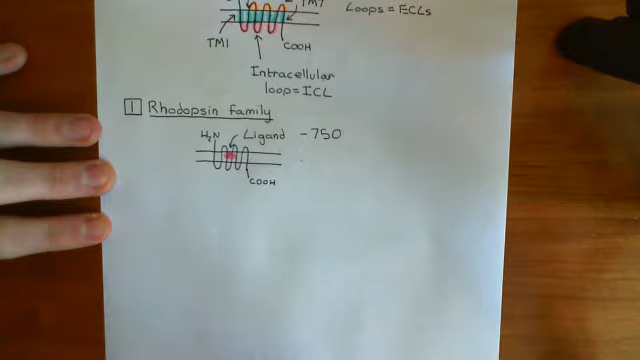 TM7
Loops = ECLs
TM1
COOH
Intracellular
loop = ICL
1 Rhodopsin family
H₂N
Ligand - 750
COOH